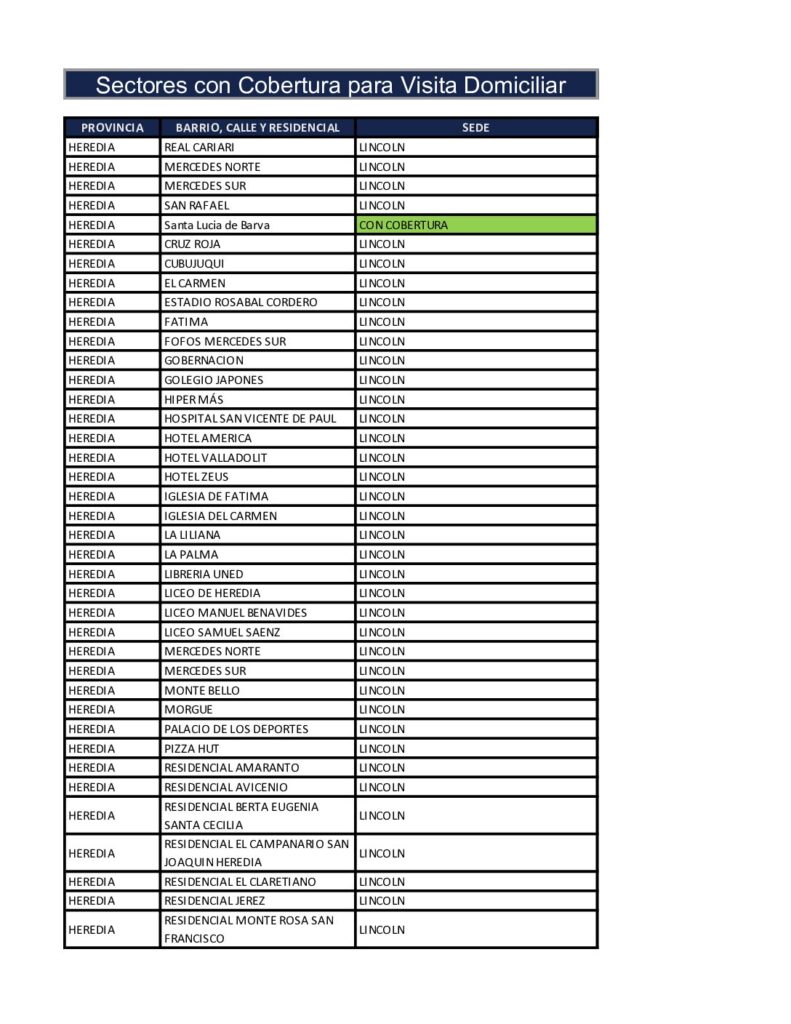 Sectores con Cobertura para Visita Domiciliar
PROVINCIA BARRIO, CALLE Y RESIDENCIAL SEDE
HEREDIA REAL CARIARI LINCOLN
HEREDIA MERCEDES NORTE LINCOLN
HEREDIA MERCEDES SUR LINCOLN
HEREDIA SAN RAFAEL LINCOLN
HEREDIA Santa Lucia de Barva CON COBERTURA
HEREDIA CRUZ ROJA LINCOLN
HEREDIA CUBUJUQUI LINCOLN
HEREDIA EL CARMEN LINCOLN
HEREDIA ESTADIO ROSABAL CORDERO LINCOLN
HEREDIA FATIMA LINCOLN
HEREDIA FOFOS MERCEDES SUR LINCOLN
HEREDIA GOBERNACION LINCOLN
HEREDIA GOLEGIO JAPONES LINCOLN
HEREDIA HIPER MÁS LINCOLN
HEREDIA HOSPITAL SAN VICENTE DE PAUL LINCOLN
HEREDIA HOTEL AMERICA LINCOLN
HEREDIA HOTEL VALLADOLIT LINCOLN
HEREDIA HOTEL ZEUS LINCOLN
HEREDIA IGLESIA DE FATIMA LINCOLN
HEREDIA IGLESIA DEL CARMEN LINCOLN
HEREDIA LA LILIANA LINCOLN
HEREDIA LA PALMA LINCOLN
HEREDIA LIBRERIA UNED LINCOLN
HEREDIA LICEO DE HEREDIA LINCOLN
HEREDIA LICEO MANUEL BENAVIDES LINCOLN
HEREDIA LICEO SAMUEL SAENZ LINCOLN
HEREDIA MERCEDES NORTE LINCOLN
HEREDIA MERCEDES SUR LINCOLN
HEREDIA MONTE BELLO LINCOLN
HEREDIA MORGUE LINCOLN
HEREDIA PALACIO DE LOS DEPORTES LINCOLN
HEREDIA PIZZA HUT LINCOLN
HEREDIA RESIDENCIAL AMARANTO LINCOLN
HEREDIA RESIDENCIAL AVICENIO LINCOLN
HEREDIA RESIDENCIAL BERTA EUGENIA
SANTA CECILIA LINCOLN
HEREDIA RESIDENCIAL EL CAMPANARIO SAN
JOAQUIN HEREDIA LINCOLN
HEREDIA RESIDENCIAL EL CLARETIANO LINCOLN
HEREDIA RESIDENCIAL JEREZ LINCOLN
HEREDIA RESIDENCIAL MONTE ROSA SAN
FRANCISCO LINCOLN